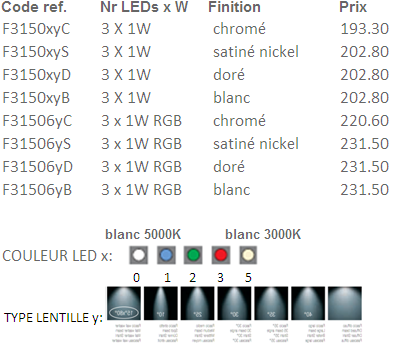 Code ref. Nr LEDs x W Finition Prix
F3150xyC 3 X 1W chromé 193.30
F3150xyS 3 X 1W satiné nickel 202.80
F3150xyD 3 X 1W doré 202.80
F3150xyB 3 X 1W blanc 202.80
F31506yC 3 x 1W RGB chromé 220.60
F31506yS 3 x 1W RGB satiné nickel 231.50
F31506yD 3 x 1W RGB doré 231.50
F31506yB 3 x 1W RGB blanc 231.50
blanc 5000K blanc 3000K
COULEUR LED x:
0 1 2 3 5
TYPE LENTILLE y: